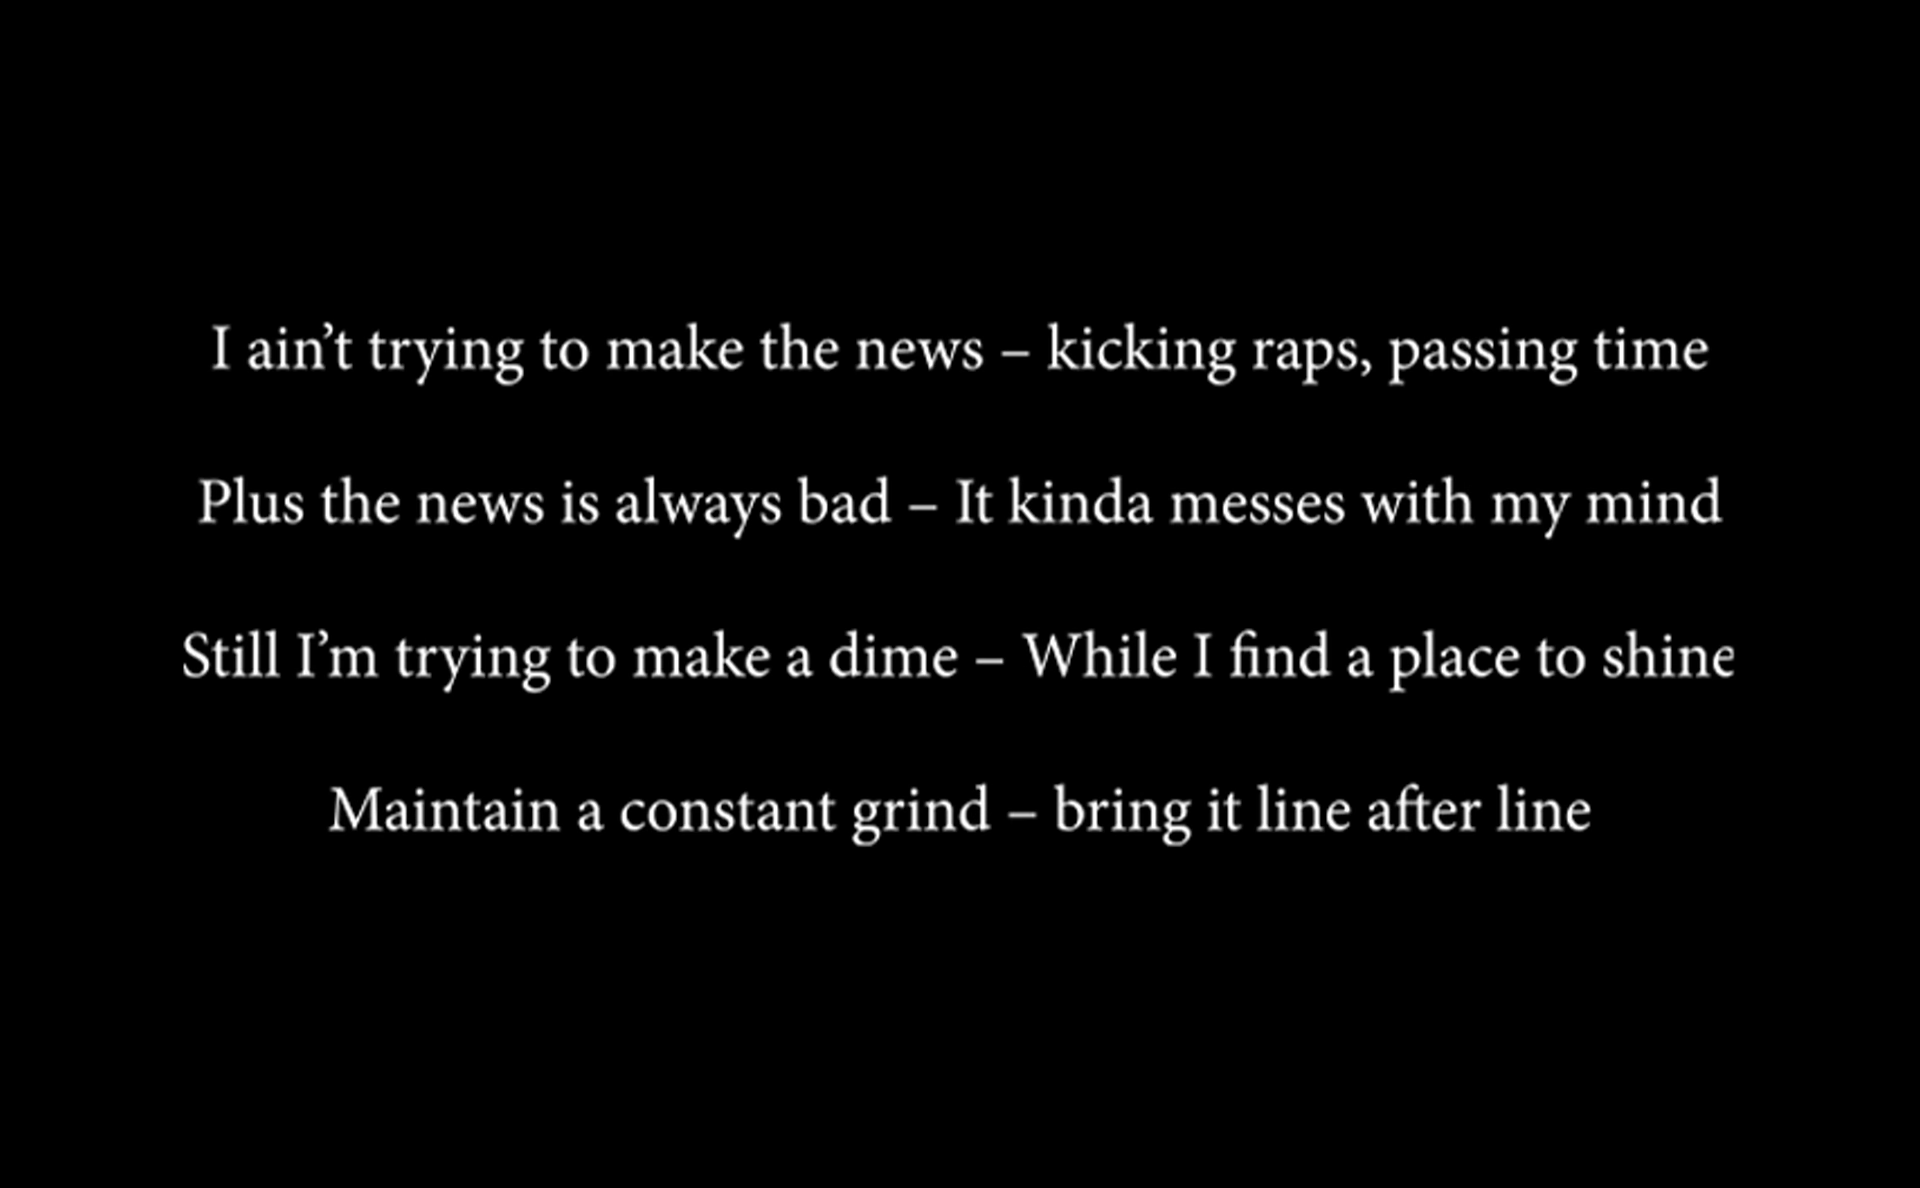 I ain’t trying to make the news – kicking raps, passing time
Plus the news is always bad – It kinda messes with my mind
Still I’m trying to make a dime – While I find a place to shine
Maintain a constant grind – bring it line after line